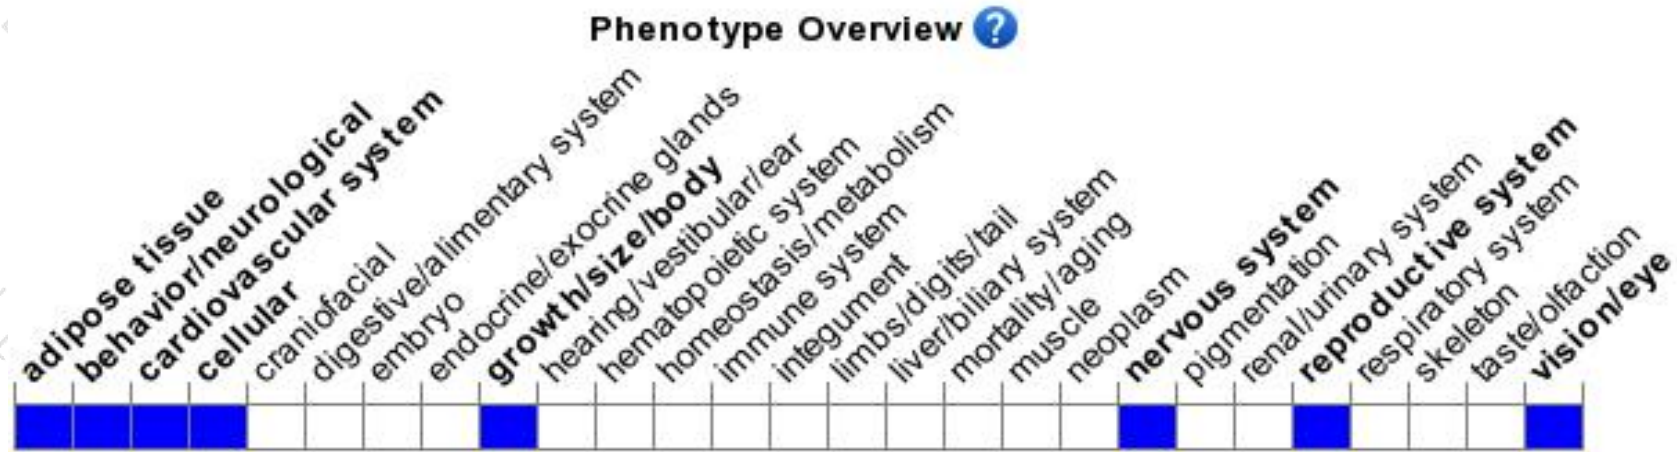 Phenotype Overview ?
adipose tissue
behavior/neurological
cardiovascular system
cellular
craniofacial
digestive/alimentary system
embryo
endocrine/exocrine glands
growth/size/body
hearing/vestibular/ear
hematopoietic system
homeostasis/metabolism
immune system
integument
limbs/digits/tail
liver/biliary system
mortality/aging
muscle
neoplasm
nervous system
pigmentation
renal/urinary system
reproductive system
respiratory system
skeleton
taste/olfaction
vision/eye